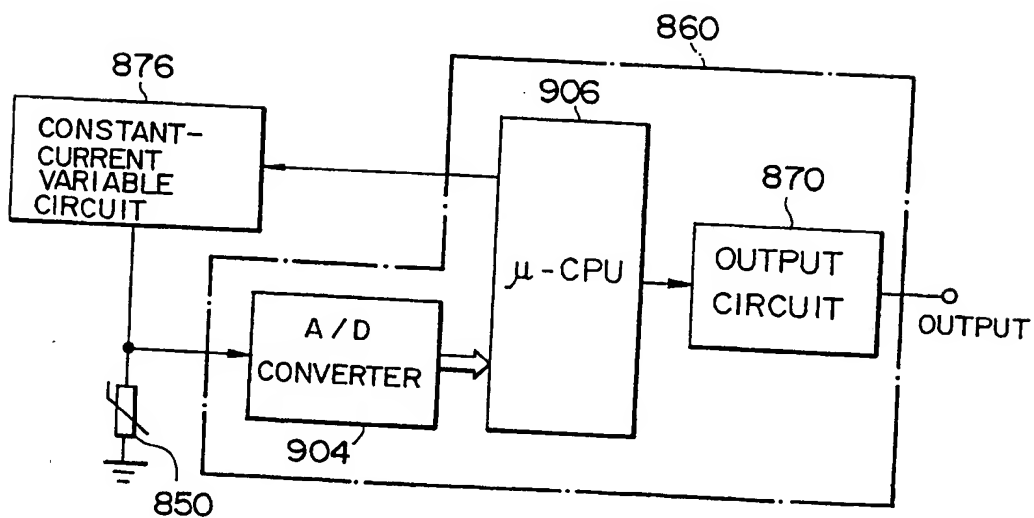 860
876
906
CONSTANT-
CURRENT
VARIABLE
CIRCUIT
870
μ-CPU
OUTPUT
CIRCUIT
OUTPUT
A/D
CONVERTER
904
850